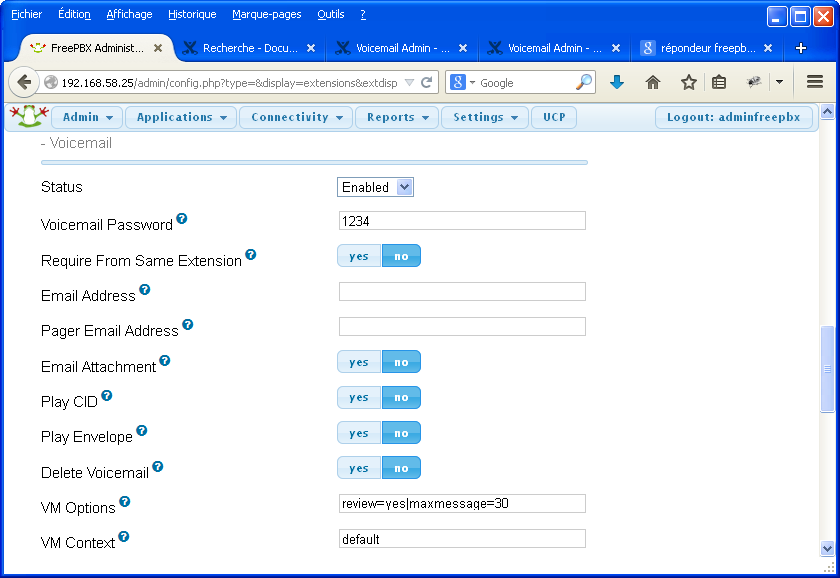 Fichier Édition Affichage Historique Marque-pages Outils ?
FreePBX Administ... Recherche - Docu... Voicemail Admin - ... Voicemail Admin - ... répondeur freepb...
192.168.58.25/admin/config.php?type=&display=extensions&extdisp Google
Admin Applications Connectivity Reports Settings UCP Logout: adminfreepbx
- Voicemail
Status Enabled
Voicemail Password ? 1234
Require From Same Extension ? yes no
Email Address ?
Pager Email Address ?
Email Attachment ? yes no
Play CID ? yes no
Play Envelope ? yes no
Delete Voicemail ? yes no
VM Options ? review=yes|maxmessage=30
VM Context ? default